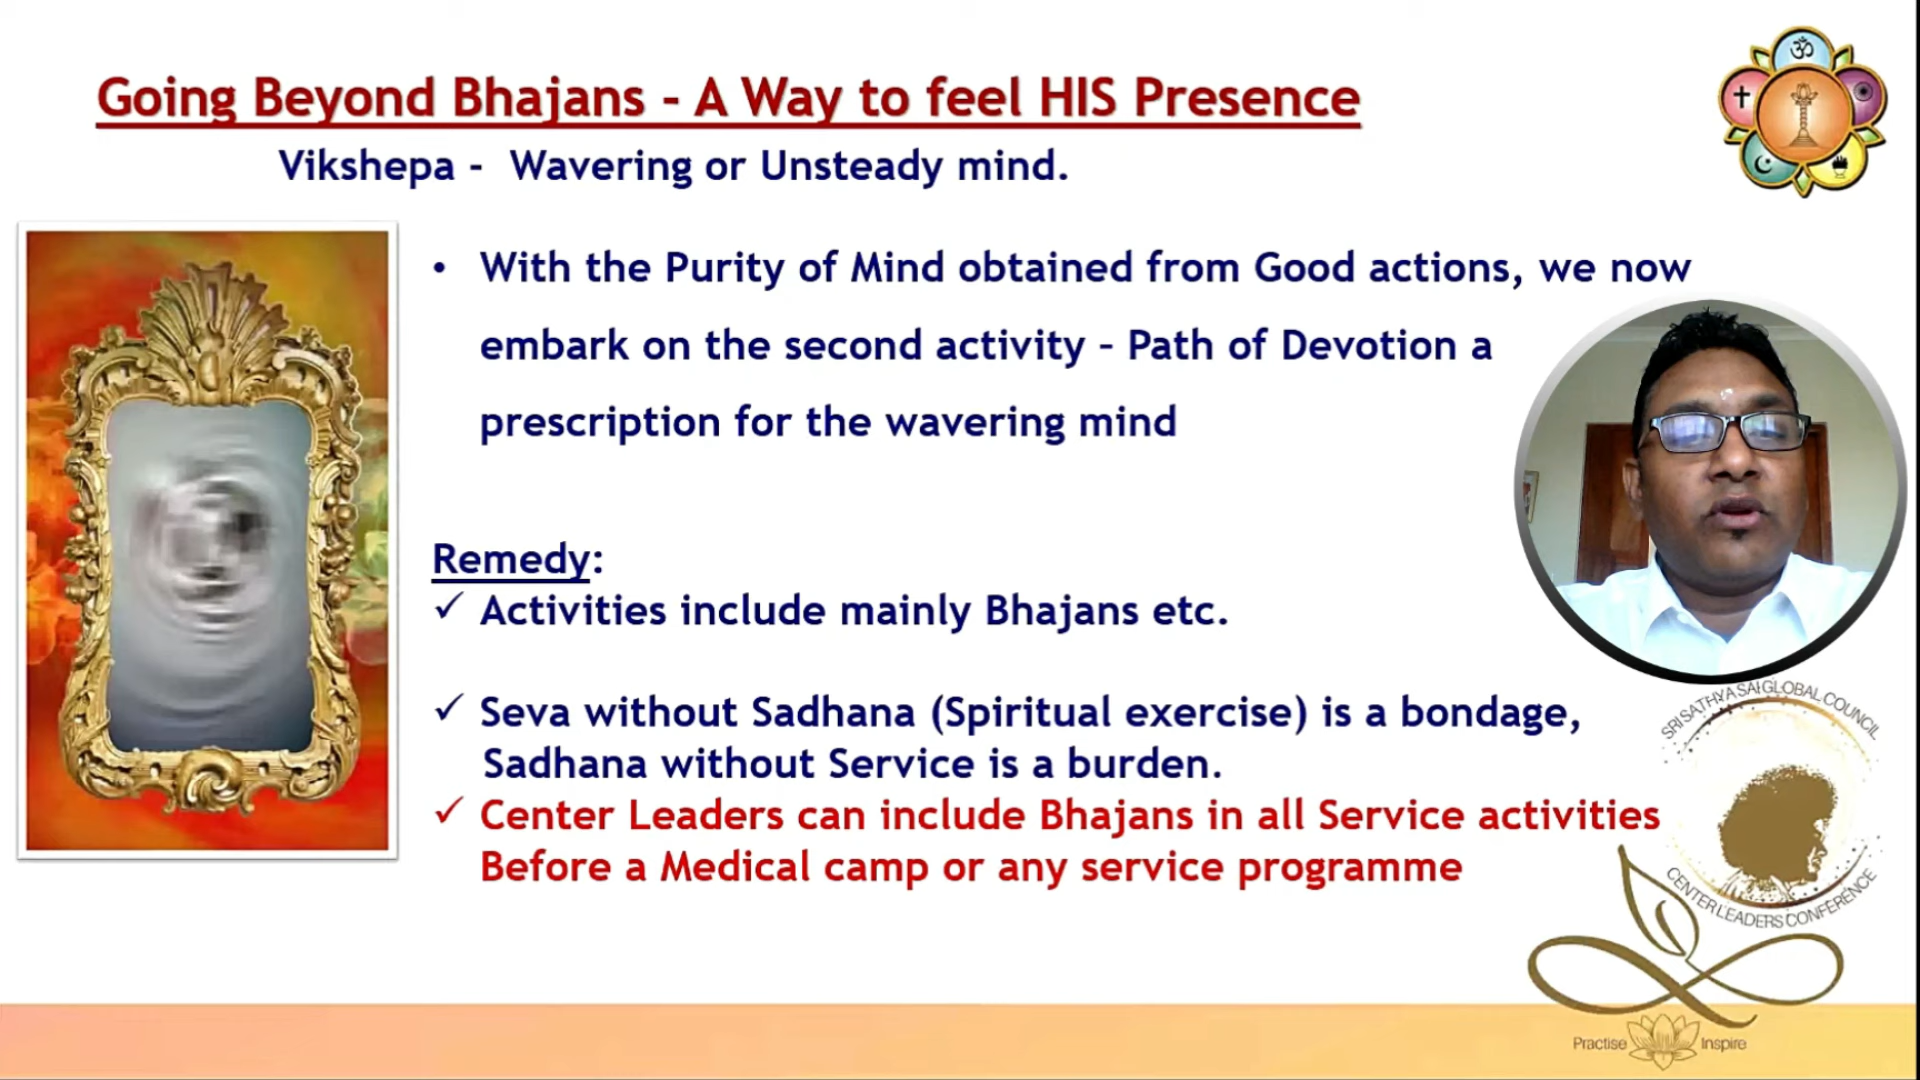 Going Beyond Bhajans - A Way to feel HIS Presence
Vikshepa - Wavering or Unsteady mind.
• With the Purity of Mind obtained from Good actions, we now
embark on the second activity – Path of Devotion a
prescription for the wavering mind
Remedy:
✓ Activities include mainly Bhajans etc.
✓ Seva without Sadhana (Spiritual exercise) is a bondage,
Sadhana without Service is a burden.
✓ Center Leaders can include Bhajans in all Service activities
Before a Medical camp or any service programme
SRI SATHYA SAI GLOBAL COUNCIL
CENTER LEADERS CONFERENCE
Practise Inspire
ॐ